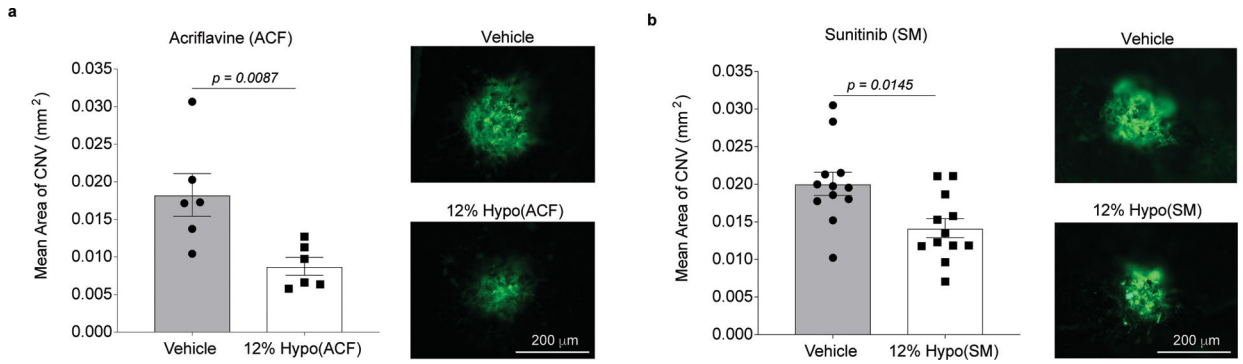 a
Acriflavine (ACF)
Mean Area of CNV (mm²)
0.035
0.030
0.025
0.020
0.015
0.010
0.005
0.000
p = 0.0087
Vehicle
12% Hypo(ACF)
Vehicle
12% Hypo(ACF)
200 μm
b
Sunitinib (SM)
Mean Area of CNV (mm²)
0.035
0.030
0.025
0.020
0.015
0.010
0.005
0.000
p = 0.0145
Vehicle
12% Hypo(SM)
Vehicle
12% Hypo(SM)
200 μm